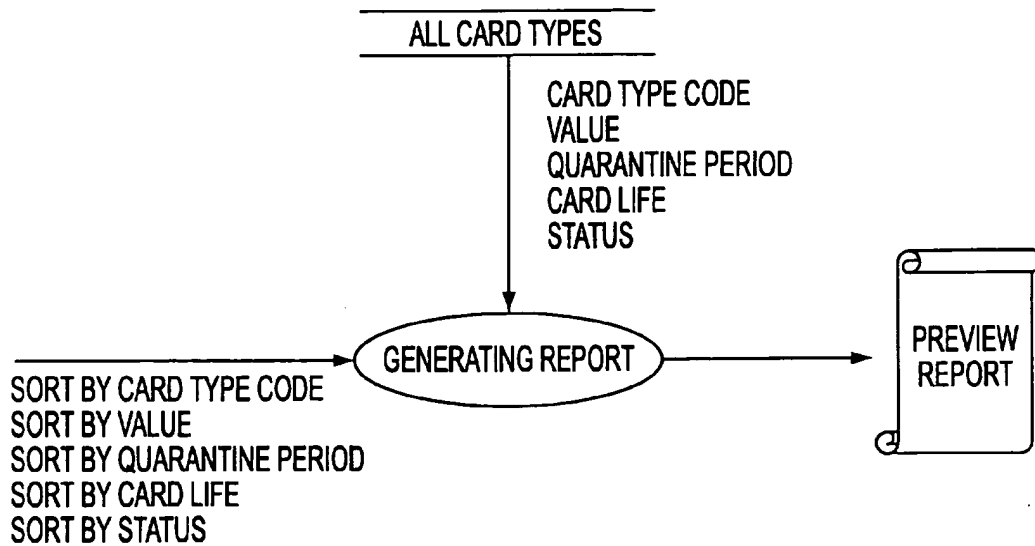 ALL CARD TYPES
CARD TYPE CODE
VALUE
QUARANTINE PERIOD
CARD LIFE
STATUS
GENERATING REPORT
PREVIEW
REPORT
SORT BY CARD TYPE CODE
SORT BY VALUE
SORT BY QUARANTINE PERIOD
SORT BY CARD LIFE
SORT BY STATUS